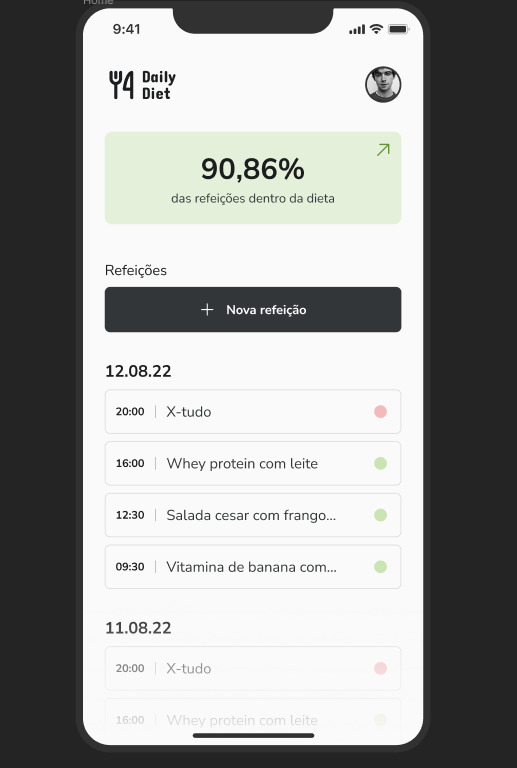 Home
9:41
Daily
Diet
90,86%
das refeições dentro da dieta
Refeições
Nova refeição
12.08.22
20:00 X-tudo
16:00 Whey protein com leite
12:30 Salada cesar com frango...
09:30 Vitamina de banana com...
11.08.22
20:00 X-tudo
16:00 Whey protein com leite